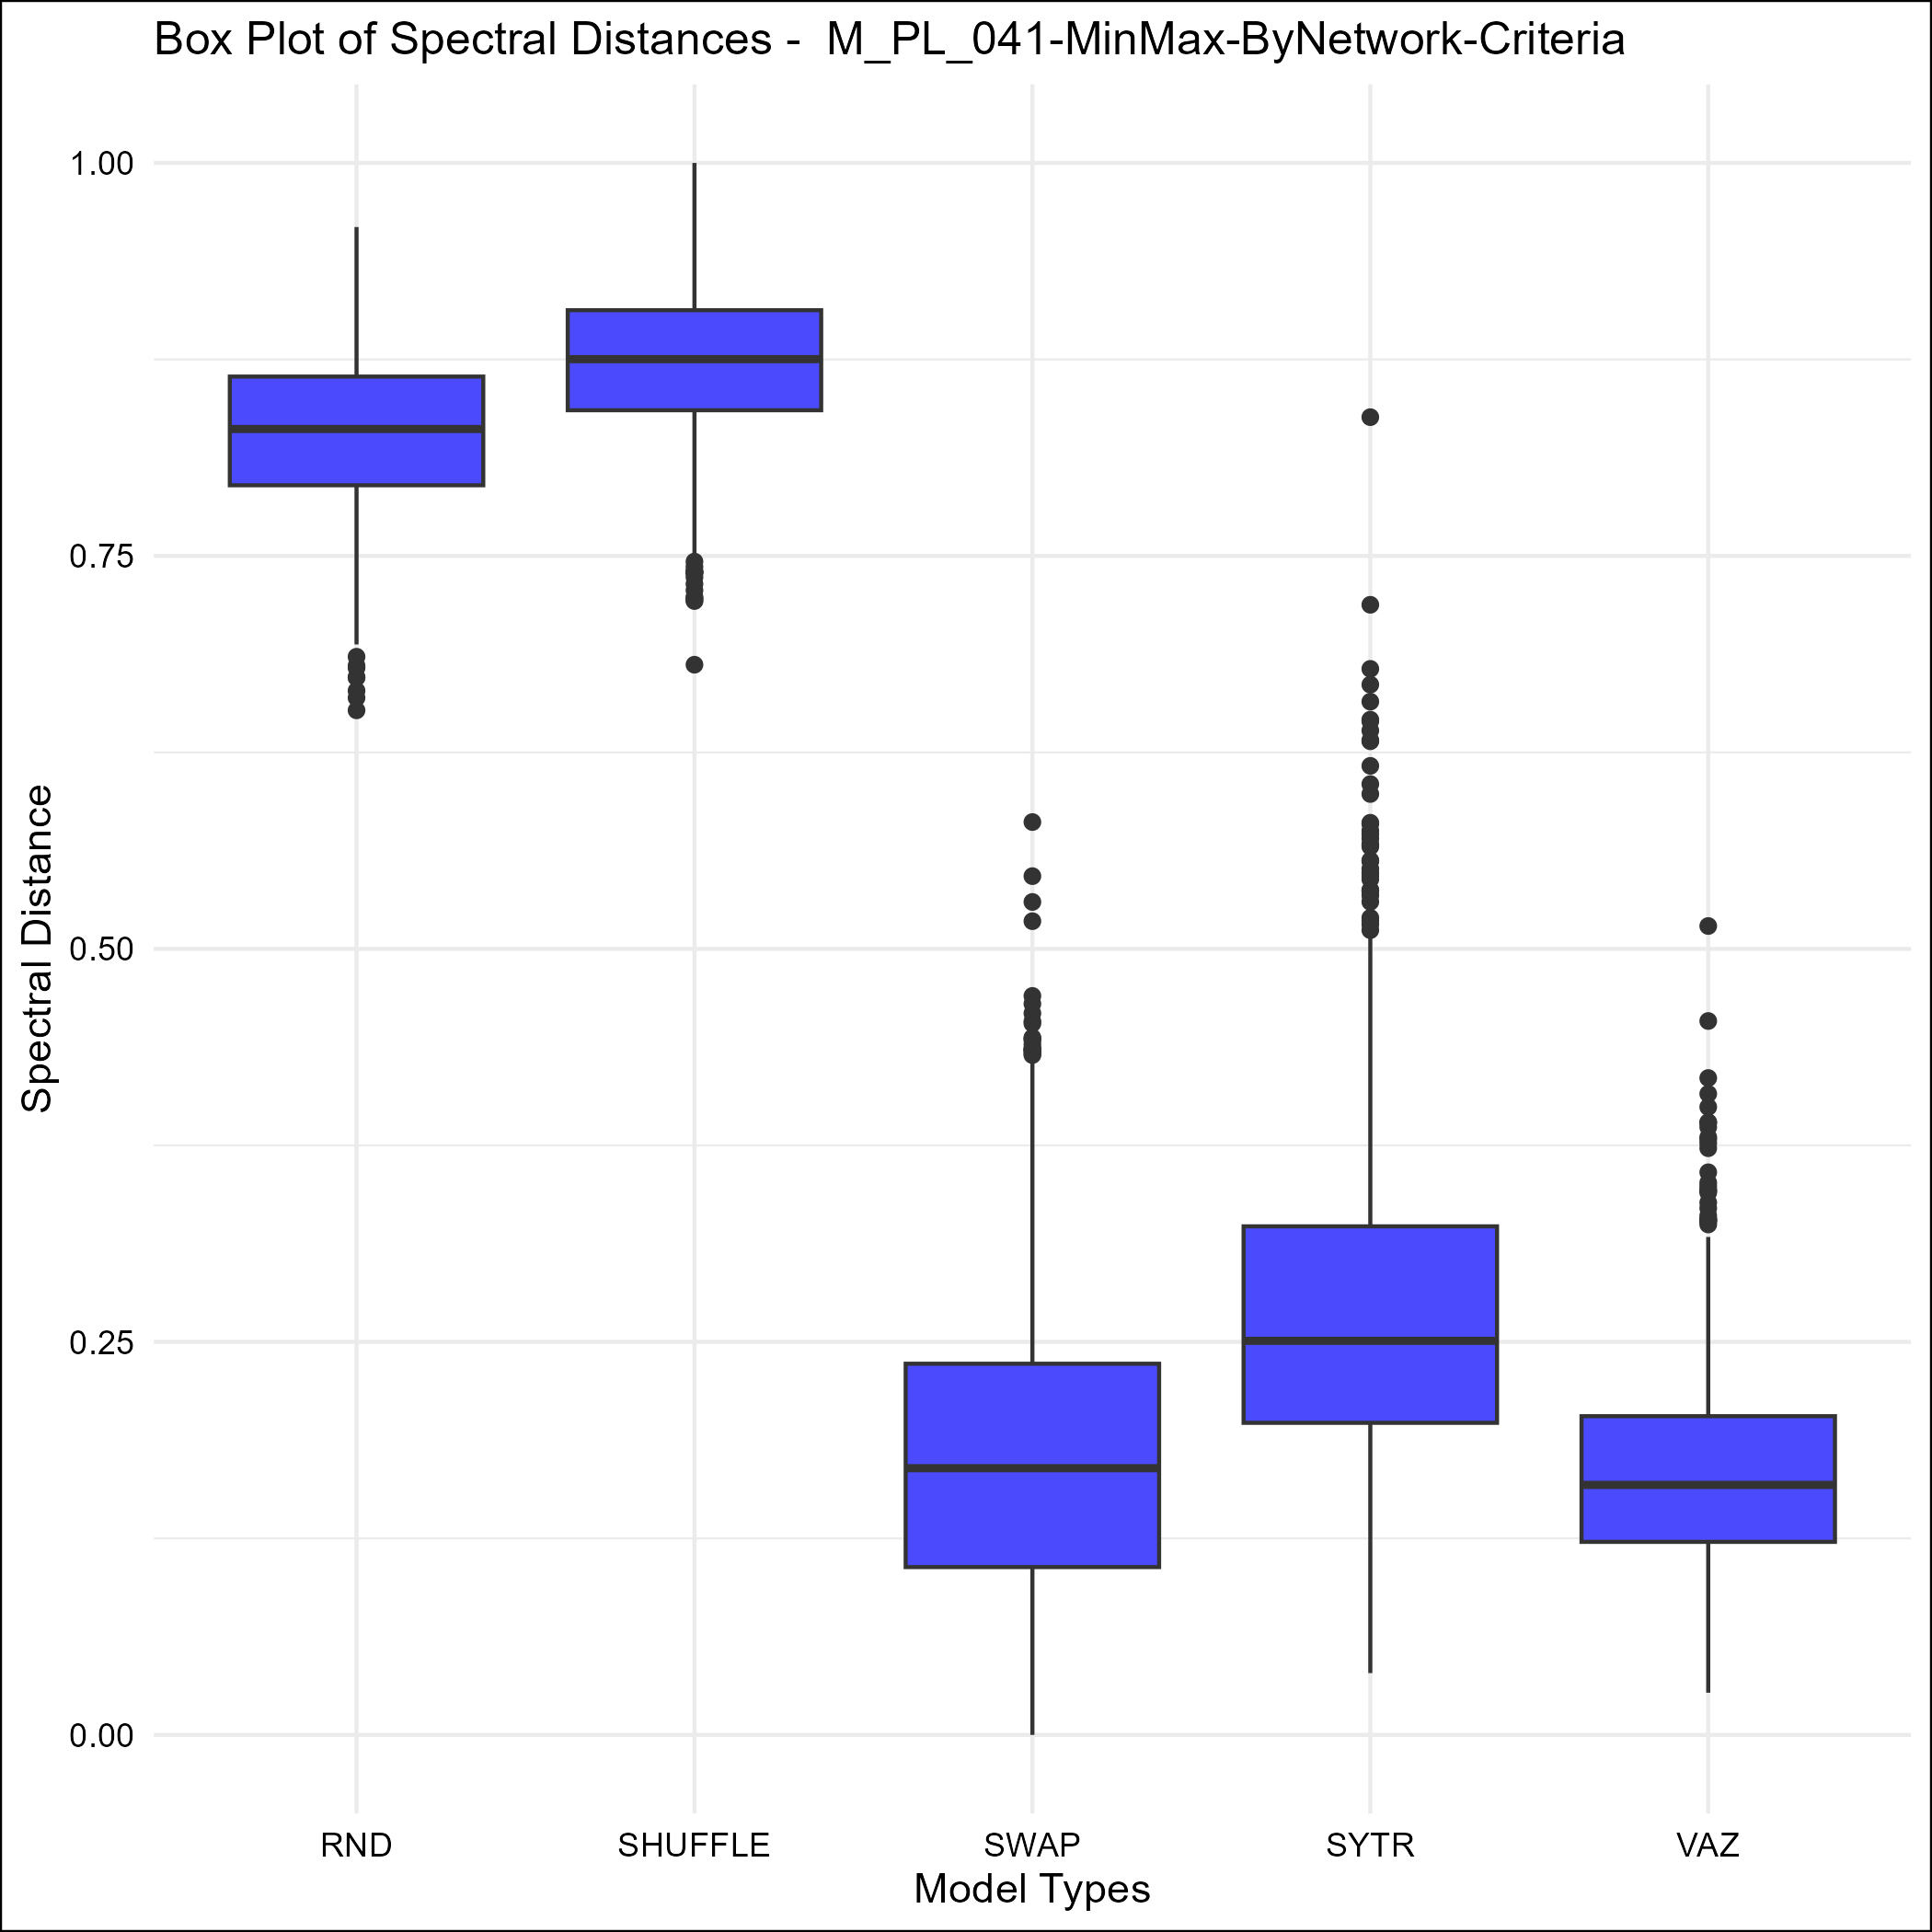 Box Plot of Spectral Distances -  M_PL_041-MinMax-ByNetwork-Criteria
1.00
0.75
0.50
0.25
0.00
Spectral Distance
RND SHUFFLE SWAP SYTR VAZ
Model Types